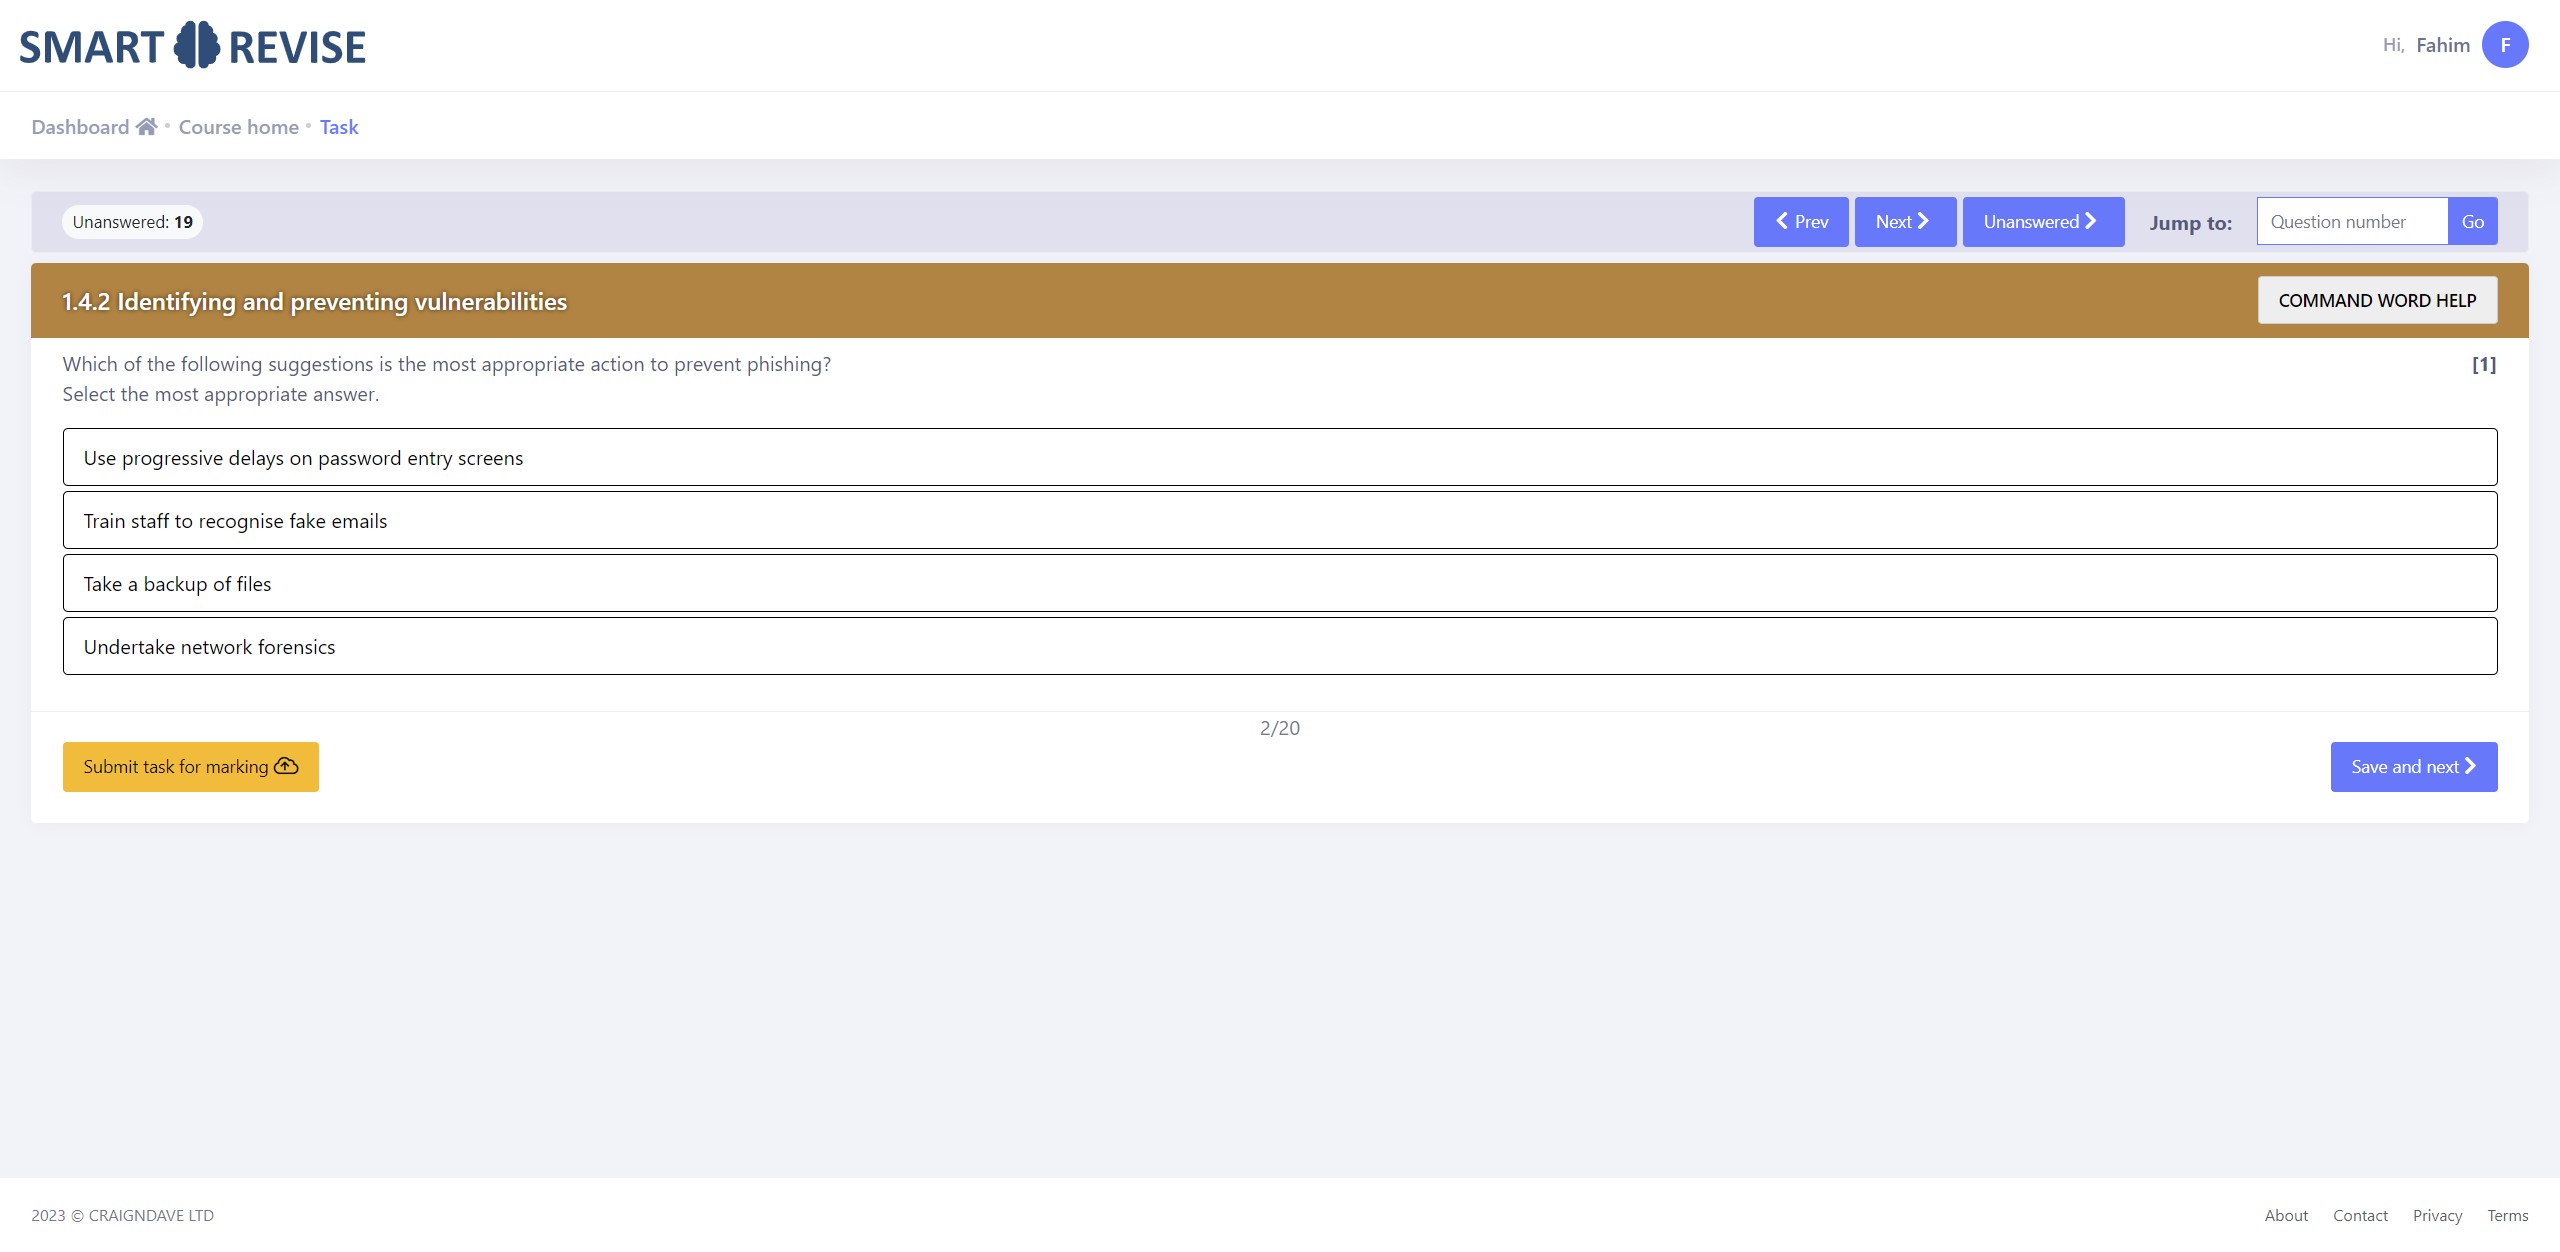 SMART REVISE
Hi, Fahim F
Dashboard • Course home • Task
Unanswered: 19
Prev
Next
Unanswered
Jump to:
Question number
Go
1.4.2 Identifying and preventing vulnerabilities
COMMAND WORD HELP
Which of the following suggestions is the most appropriate action to prevent phishing?
[1]
Select the most appropriate answer.
Use progressive delays on password entry screens
Train staff to recognise fake emails
Take a backup of files
Undertake network forensics
2/20
Submit task for marking
Save and next
2023 © CRAIGNDAVE LTD
About
Contact
Privacy
Terms